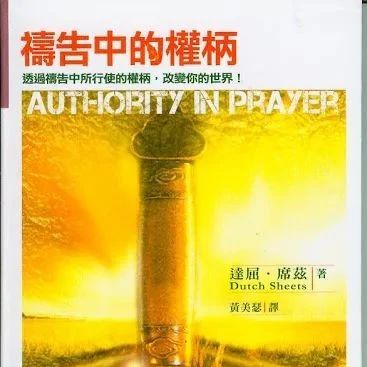 禱告中的權柄
透過禱告中所行使的權柄，改變你的世界！
AUTHORITY IN PRAYER
達屈・席茲 著
Dutch Sheets
黃美瑟 | 譯